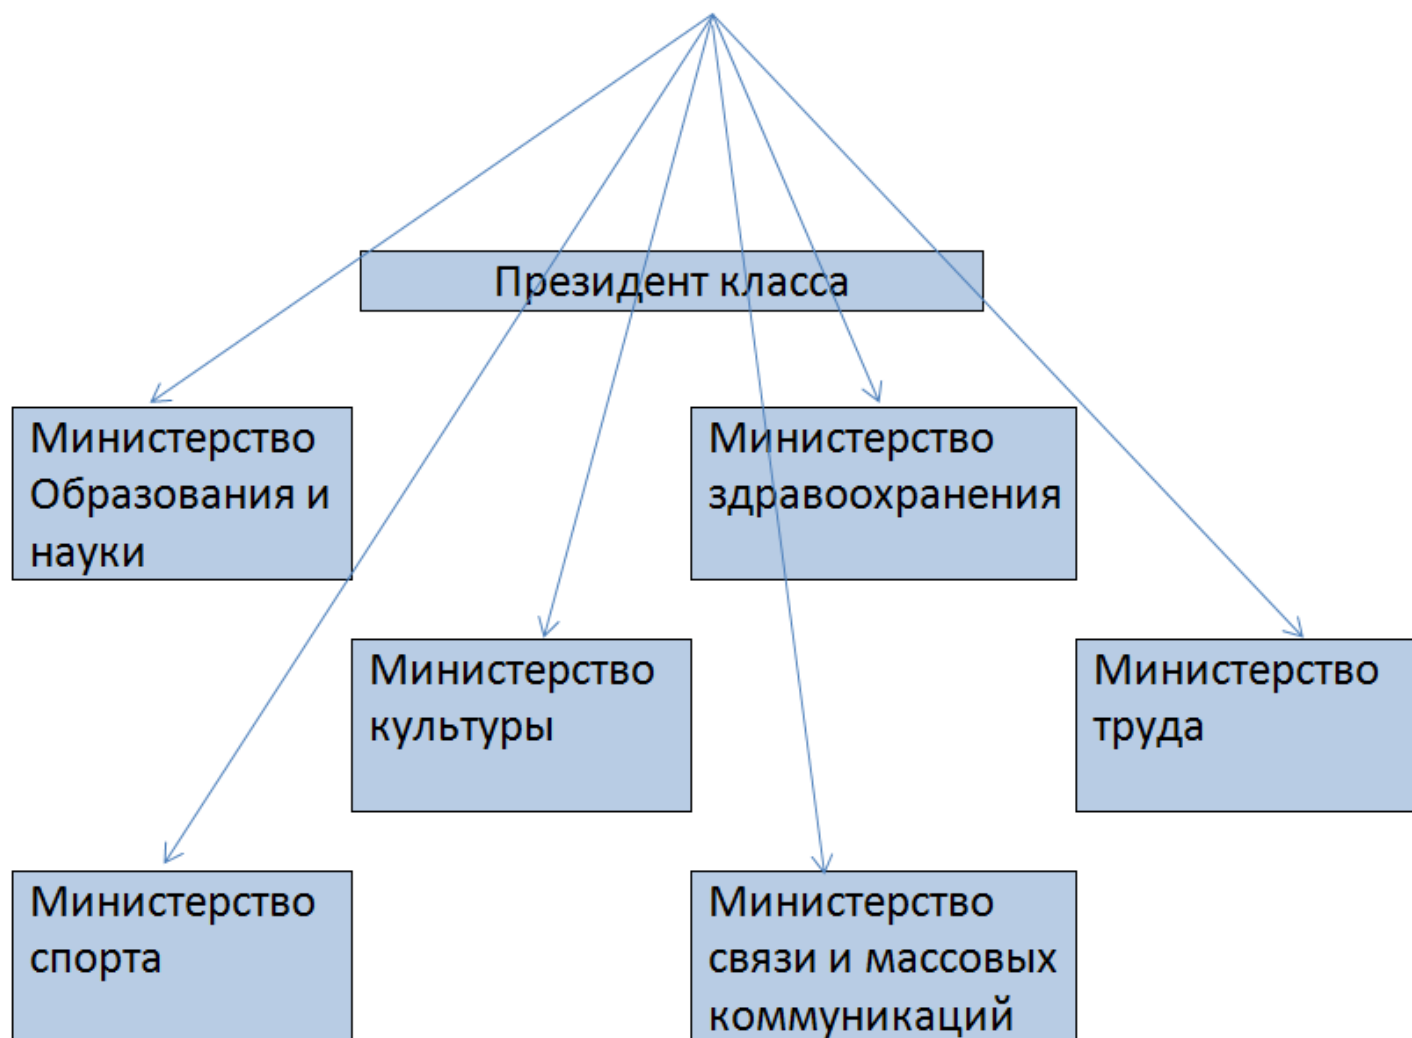 Президент класса
Министерство
Образования и
науки
Министерство
здравоохранения
Министерство
культуры
Министерство
труда
Министерство
спорта
Министерство
связи и массовых
коммуникаций